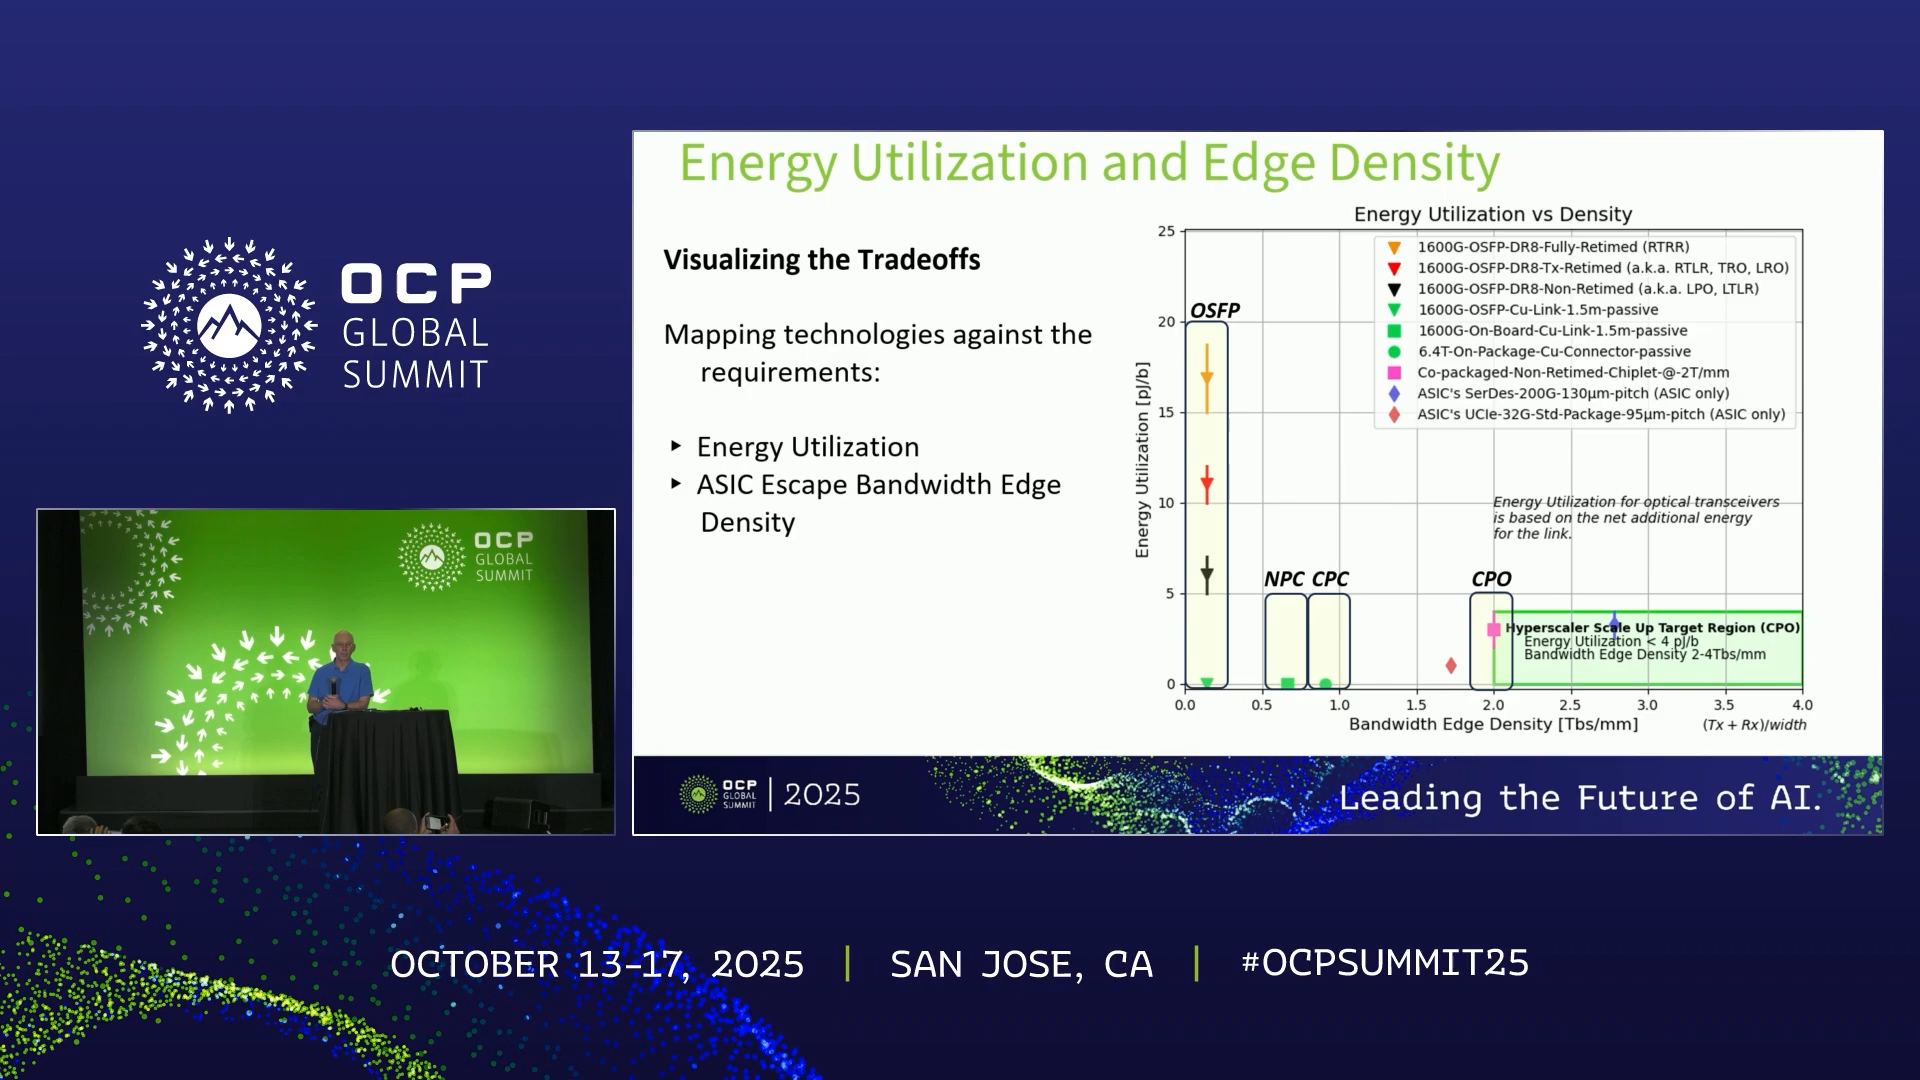 OCP
GLOBAL
SUMMIT
OCP
GLOBAL
SUMMIT
Energy Utilization and Edge Density
Visualizing the Tradeoffs
Mapping technologies against the
requirements:
‣ Energy Utilization
‣ ASIC Escape Bandwidth Edge
Density
Energy Utilization vs Density
Energy Utilization [pJ/b]
25
20
15
10
5
0
1600G-OSFP-DR8-Fully-Retimed (RTRR)
1600G-OSFP-DR8-Tx-Retimed (a.k.a. RTLR, TRO, LRO)
1600G-OSFP-DR8-Non-Retimed (a.k.a. LPO, LTLR)
1600G-OSFP-Cu-Link-1.5m-passive
1600G-On-Board-Cu-Link-1.5m-passive
6.4T-On-Package-Cu-Connector-passive
Co-packaged-Non-Retimed-Chiplet-@-2T/mm
ASIC's SerDes-200G-130μm-pitch (ASIC only)
ASIC's UCIe-32G-Std-Package-95μm-pitch (ASIC only)
OSFP
Energy Utilization for optical transceivers
is based on the net additional energy
for the link.
NPC CPC CPO
Hyperscaler Scale Up Target Region (CPO)
Energy Utilization < 4 pJ/b
Bandwidth Edge Density 2-4Tbs/mm
0.0 0.5 1.0 1.5 2.0 2.5 3.0 3.5 4.0
Bandwidth Edge Density [Tbs/mm]
(Tx + Rx)/width
OCP
GLOBAL
SUMMIT
2025
Leading the Future of AI.
OCTOBER 13-17, 2025 | SAN JOSE, CA | #OCPSUMMIT25